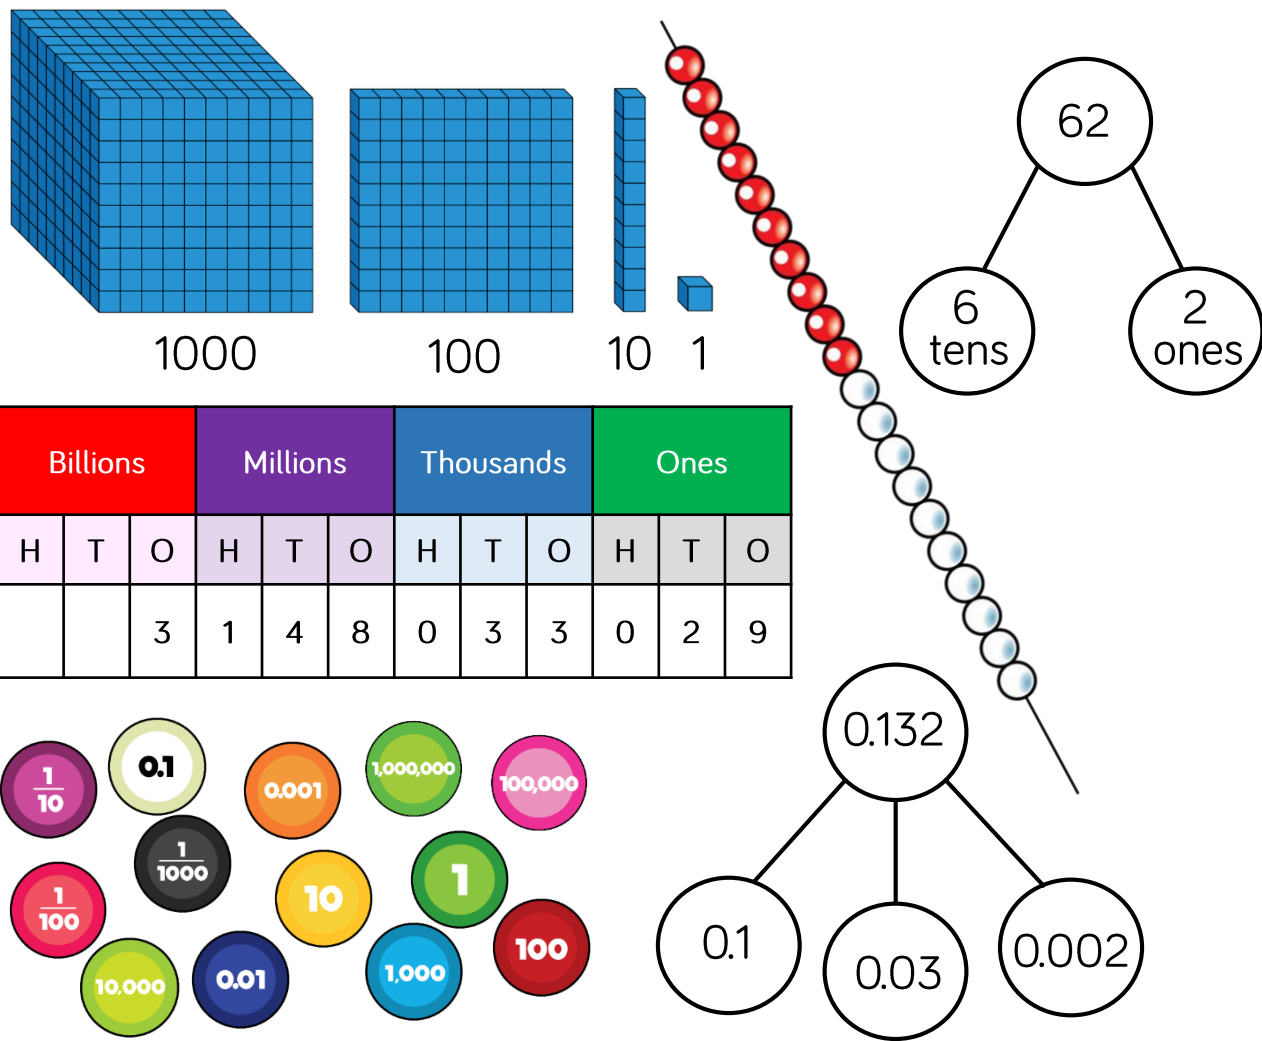 62
6
tens
2
ones
1000 100 10 1
Billions Millions Thousands Ones
H T O H T O H T O H T O
3 1 4 8 0 3 3 0 2 9
0.132
0.1 0.03 0.002
1/10
0.1
0.001
1,000,000
100,000
1/1000
1/100
10
1
10,000
0.01
1,000
100